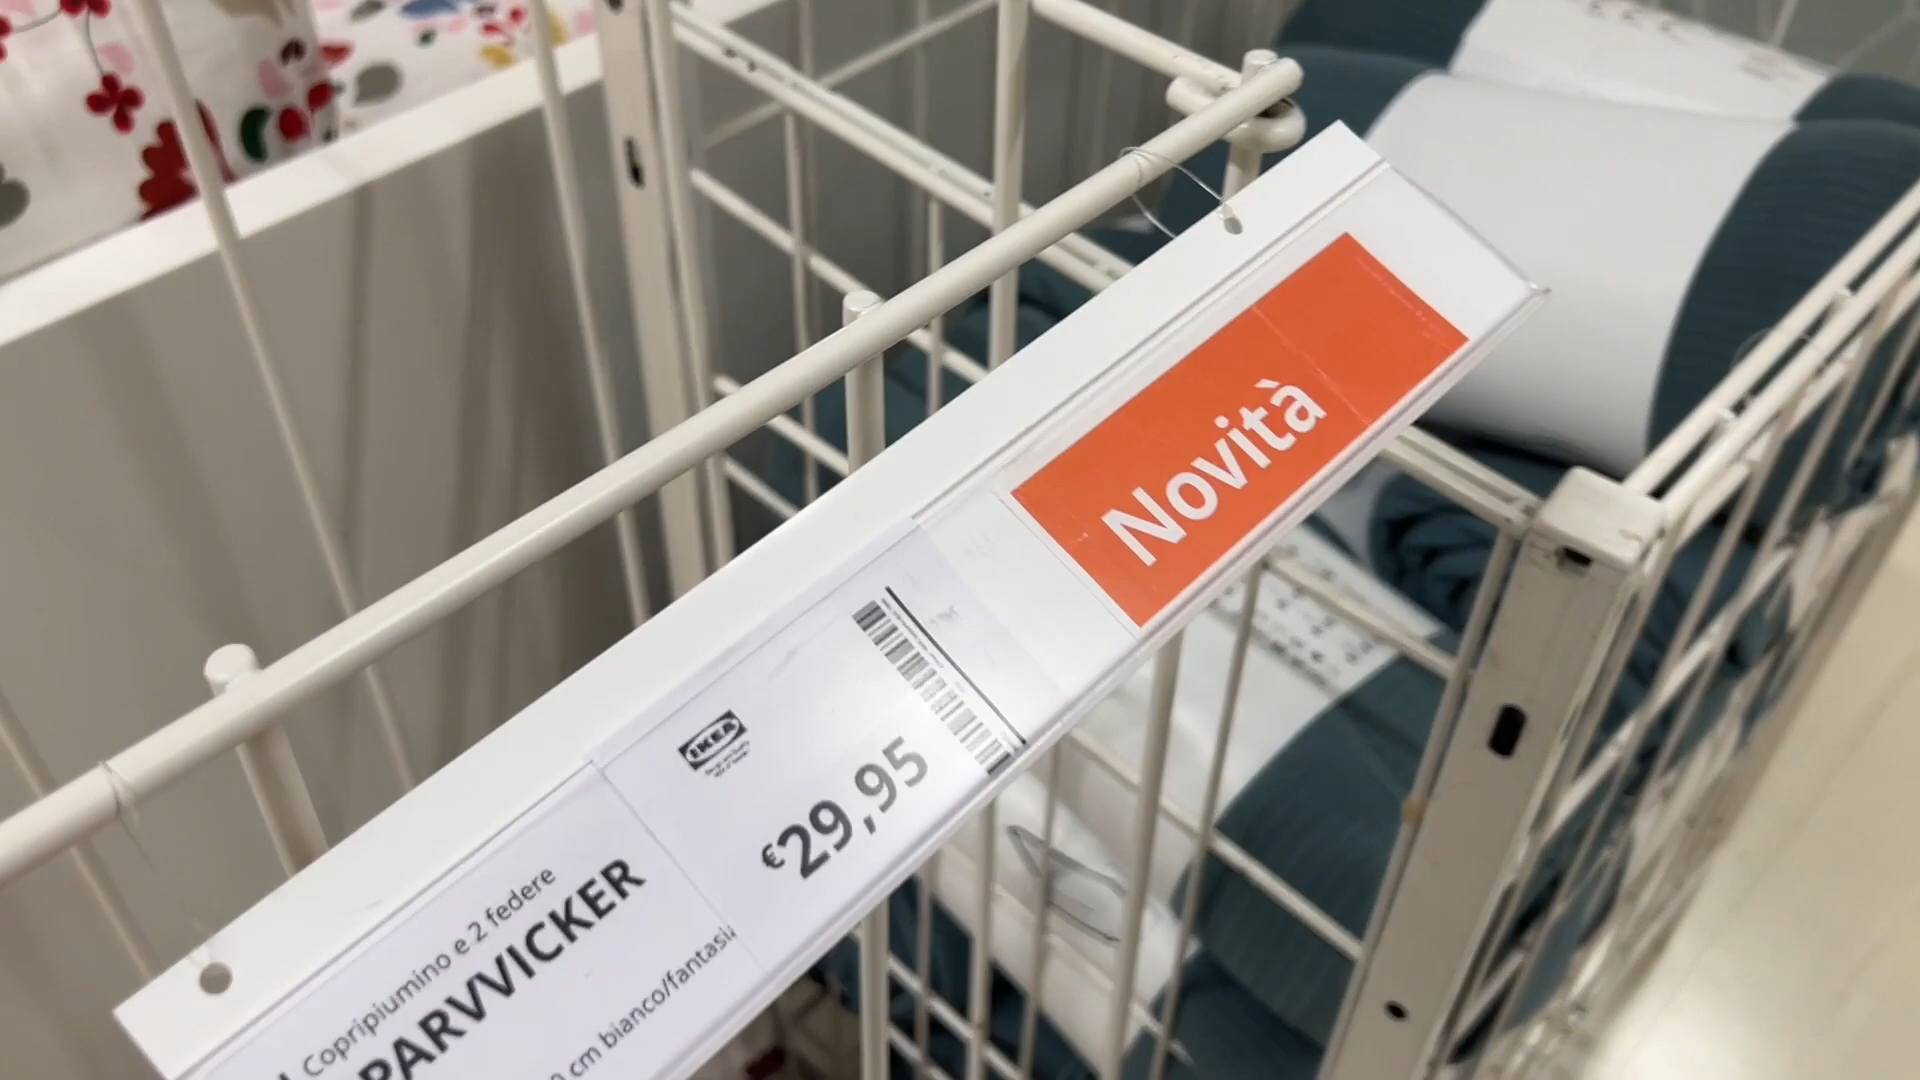 Novità
IKEA
€29,95
Copripiumino e 2 federe
PARVVICKER
cm bianco/fantasia